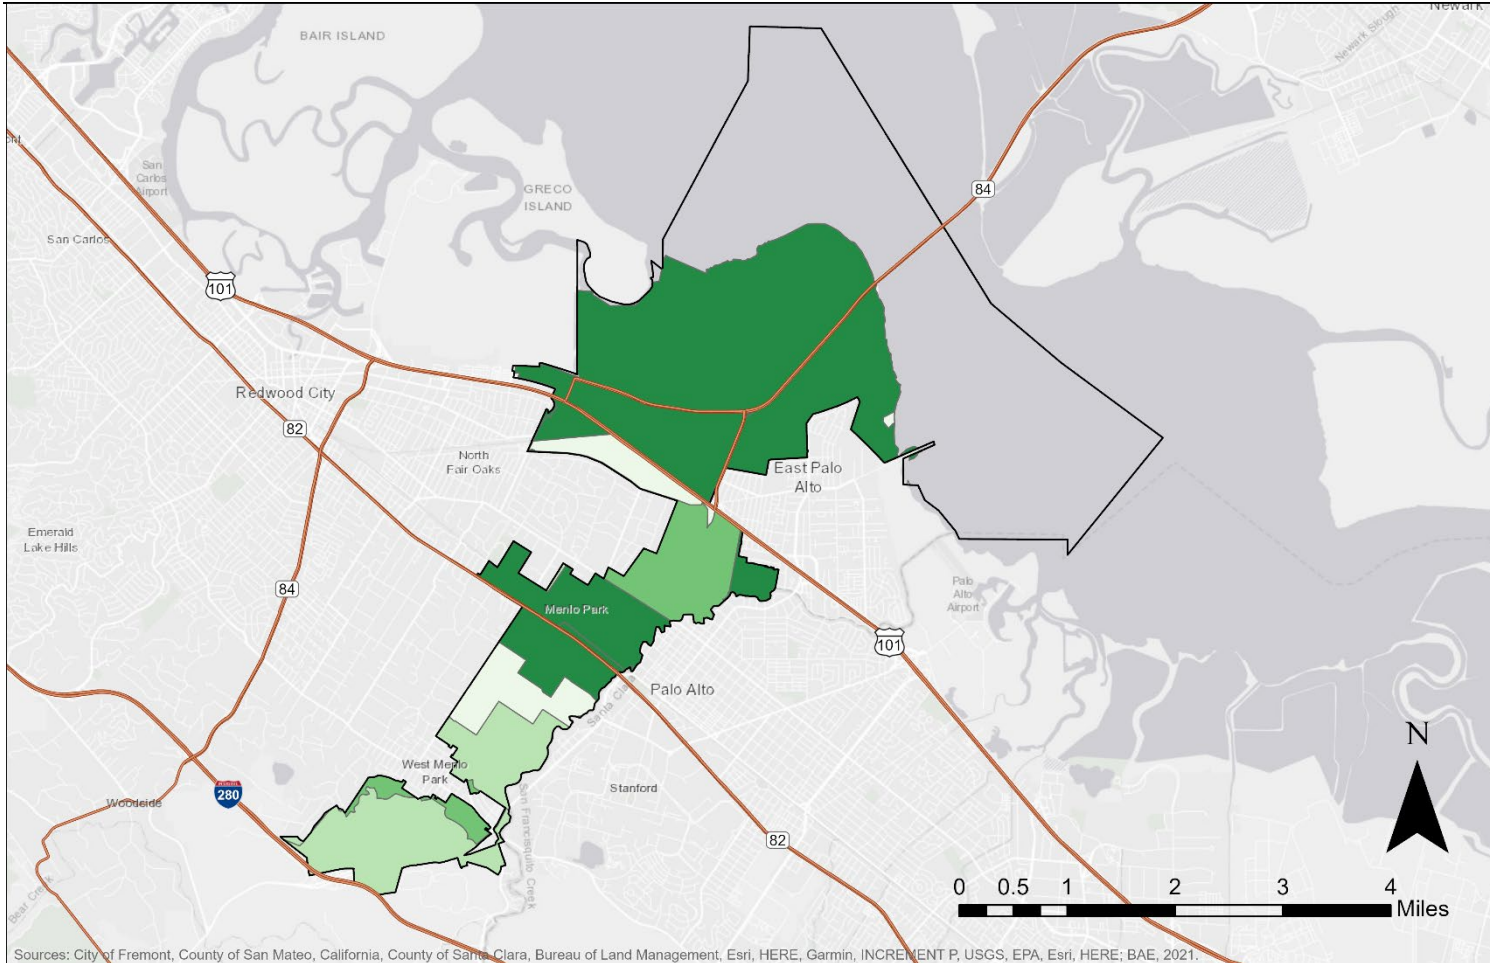 Newark
BAIR ISLAND
Newark Slough
San
Carlos
Airport
GRECO
ISLAND
84
San Carlos
101
Redwood City
82
North
Fair Oaks
East Palo
Alto
Emerald
Lake Hills
84
Palo
Alto
Airport
Menlo Park
101
Palo Alto
Santa Clara
N
West Menlo
Park
Stanford
280
Woodside
San Francisquito Creek
82
Bear Creek
0 0.5 1 2 3 4
Miles
Sources: City of Fremont, County of San Mateo, California, County of Santa Clara, Bureau of Land Management, Esri, HERE, Garmin, INCREMENT P, USGS, EPA, Esri, HERE; BAE, 2021.